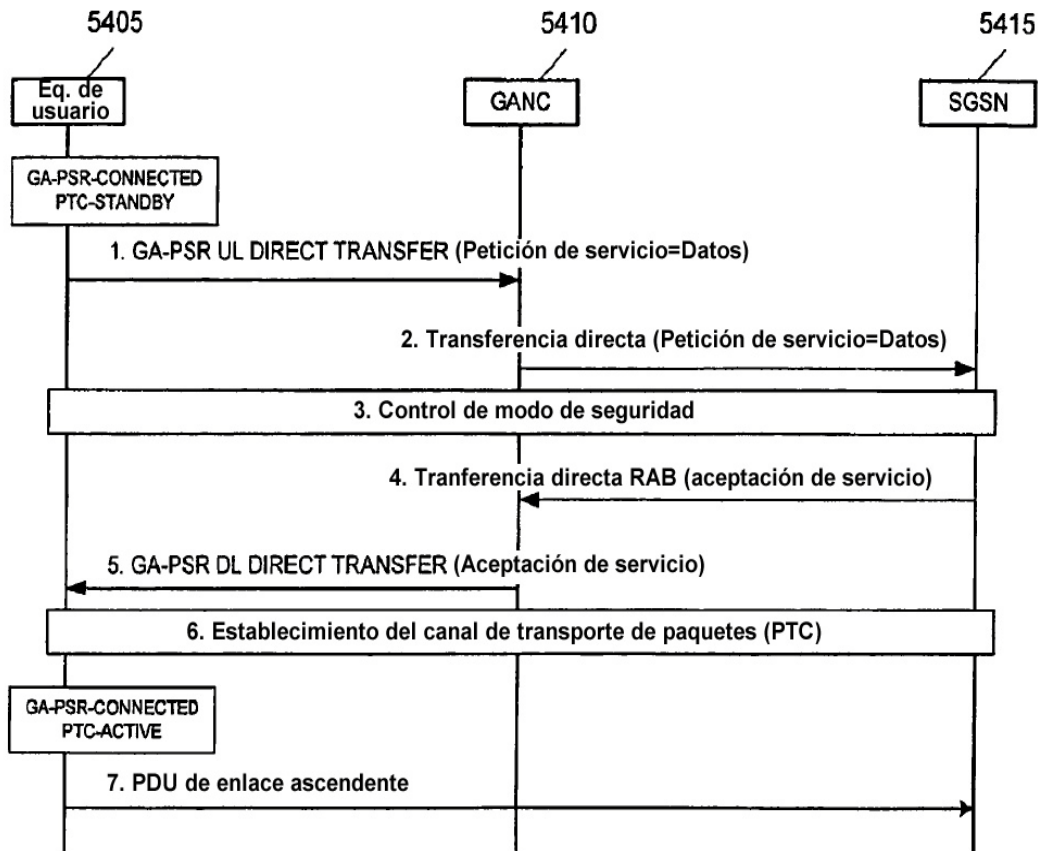 5405
5410
5415
Eq. de
usuario
GANC
SGSN
GA-PSR-CONNECTED
PTC-STANDBY
1. GA-PSR UL DIRECT TRANSFER (Petición de servicio=Datos)
2. Transferencia directa (Petición de servicio=Datos)
3. Control de modo de seguridad
4. Tranferencia directa RAB (aceptación de servicio)
5. GA-PSR DL DIRECT TRANSFER (Aceptación de servicio)
6. Establecimiento del canal de transporte de paquetes (PTC)
GA-PSR-CONNECTED
PTC-ACTIVE
7. PDU de enlace ascendente